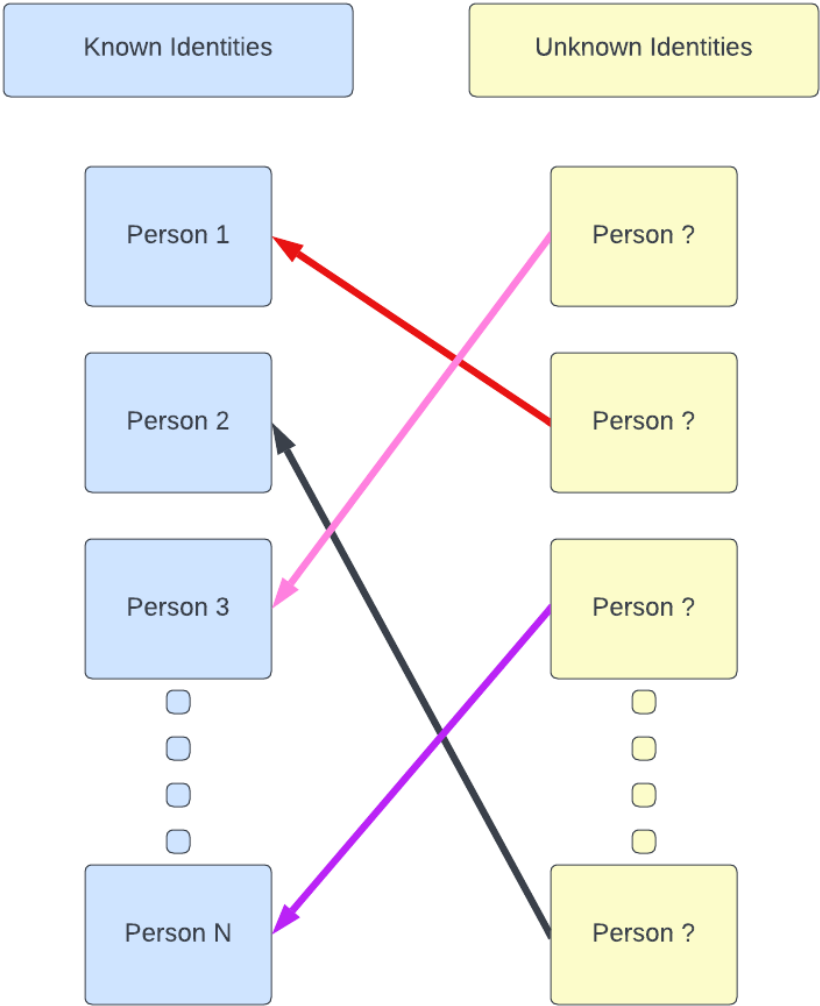 Known Identities
Unknown Identities
Person 1
Person ?
Person 2
Person ?
Person 3
Person ?
Person N
Person ?